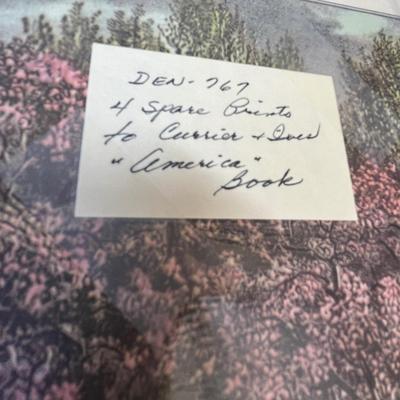 DEN-767
4 Spare Prints
to Currier + Ives
"America"
Book